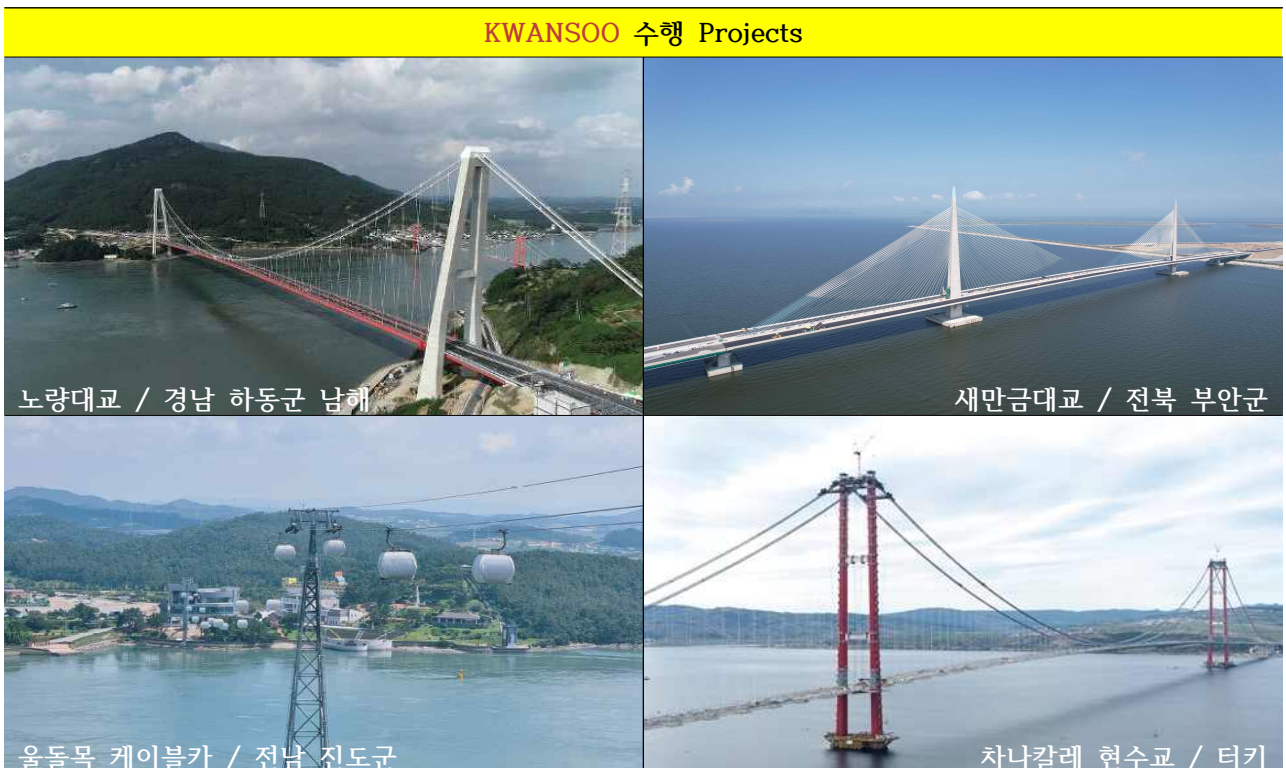 KWANSOO 수행 Projects
노량대교 / 경남 하동군 남해
새만금대교 / 전북 부안군
울돌목 케이블카 / 전남 진도군
차나칼레 현수교 / 터키